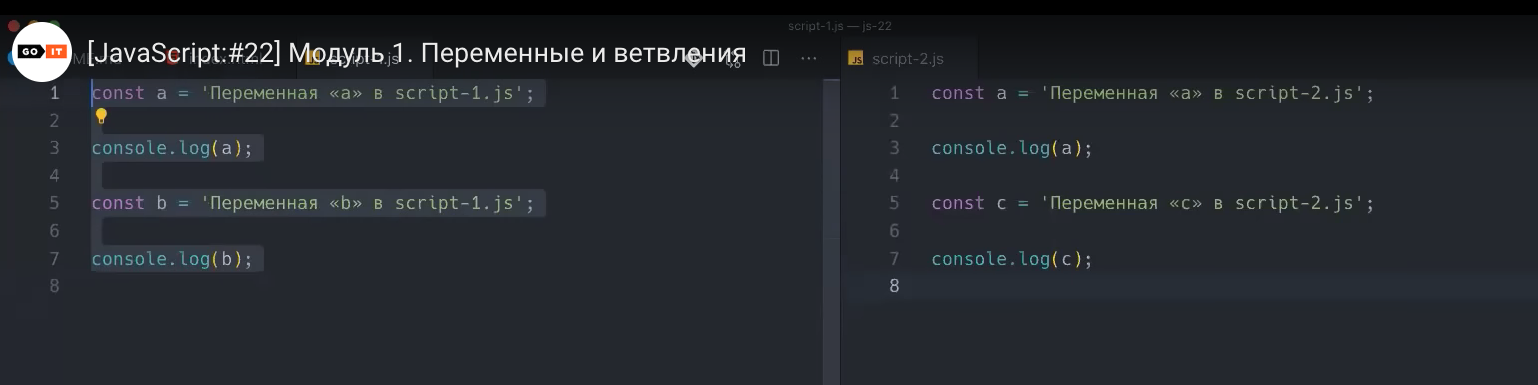 script-1.js — js-22
GO IT
[JavaScript:#22] Модуль 1. Переменные и ветвления
script-2.js
1 const a = 'Переменная «a» в script-1.js';
2
3 console.log(a);
4
5 const b = 'Переменная «b» в script-1.js';
6
7 console.log(b);
8
1 const a = 'Переменная «a» в script-2.js';
2
3 console.log(a);
4
5 const c = 'Переменная «c» в script-2.js';
6
7 console.log(c);
8